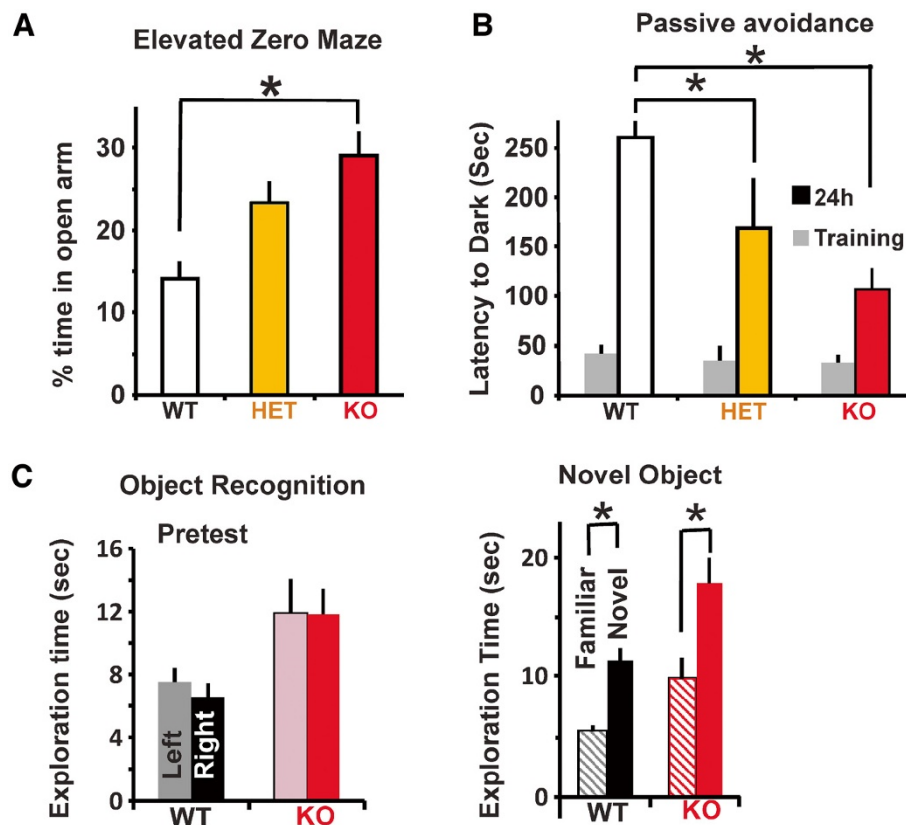 A
Elevated Zero Maze
*
% time in open arm
30
20
10
0
WT
HET
KO
B
Passive avoidance
*
*
Latency to Dark (Sec)
250
200
150
100
50
0
24h
Training
WT
HET
KO
C
Object Recognition
Pretest
Exploration time (sec)
16
12
8
4
0
Left
Right
WT
KO
Novel Object
*
*
Exploration Time (sec)
20
10
0
Familiar
Novel
WT
KO